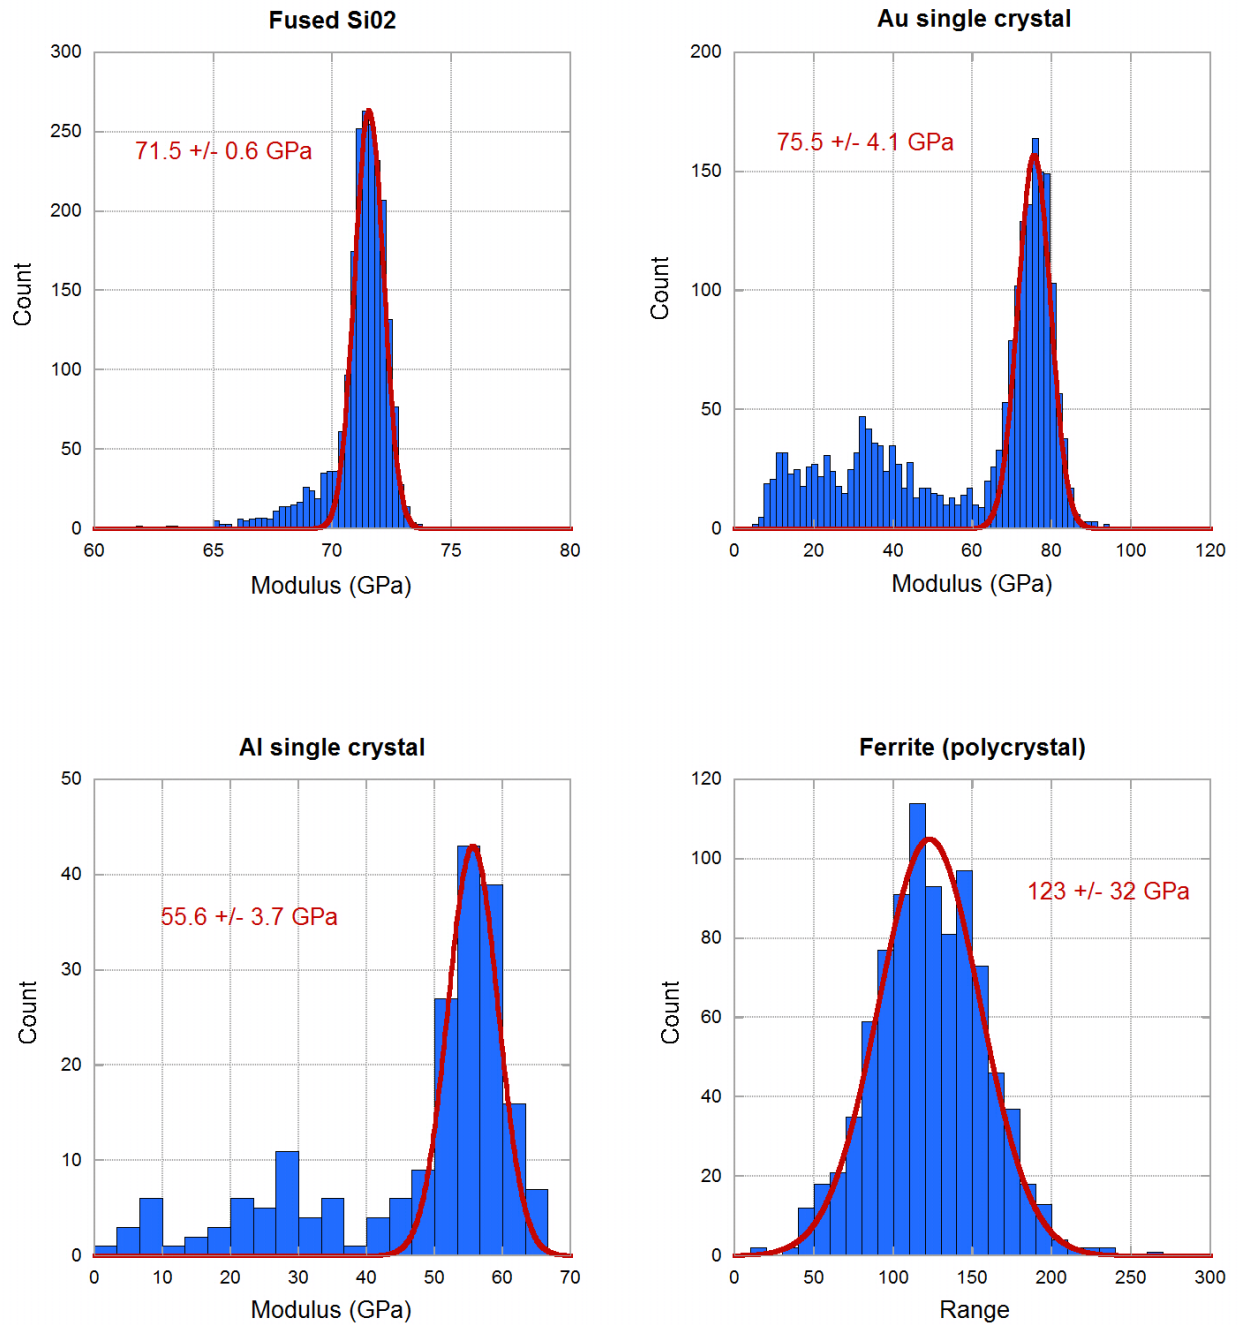 Fused Si02
300
250
200
150
100
50
0
71.5 +/- 0.6 GPa
Count
60 65 70 75 80
Modulus (GPa)
Au single crystal
200
150
100
50
0
75.5 +/- 4.1 GPa
Count
0 20 40 60 80 100 120
Modulus (GPa)
Al single crystal
50
40
30
20
10
0
55.6 +/- 3.7 GPa
Count
0 10 20 30 40 50 60 70
Modulus (GPa)
Ferrite (polycrystal)
120
100
80
60
40
20
0
123 +/- 32 GPa
Count
0 50 100 150 200 250 300
Range